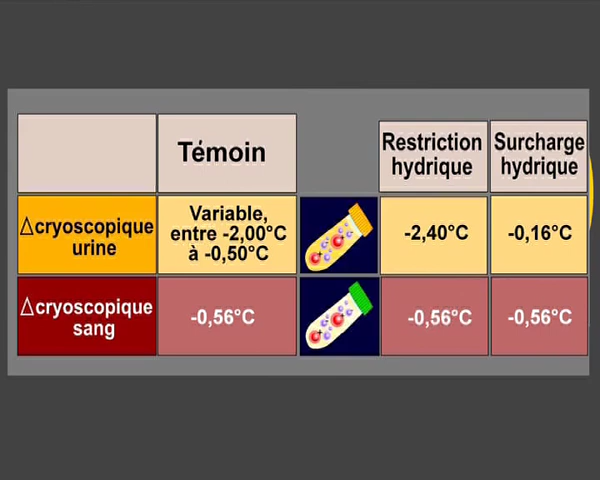 Témoin
Restriction
hydrique
Surcharge
hydrique
△cryoscopique
urine
Variable,
entre -2,00°C
à -0,50°C
-2,40°C
-0,16°C
△cryoscopique
sang
-0,56°C
-0,56°C
-0,56°C